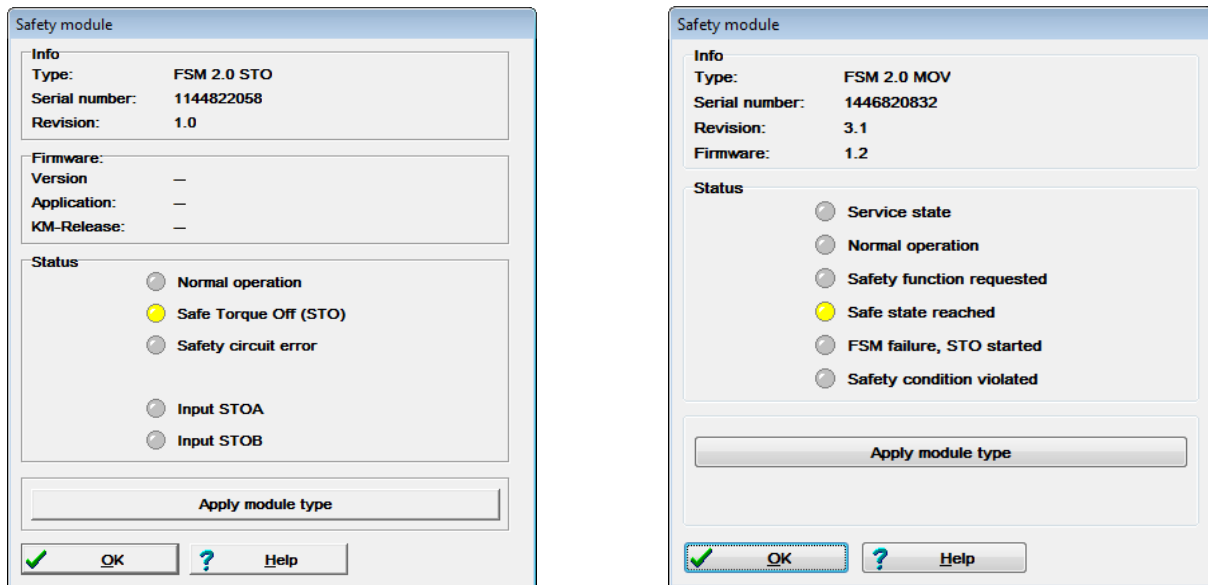 Safety module
Info
Type: FSM 2.0 STO
Serial number: 1144822058
Revision: 1.0
Firmware:
Version —
Application: —
KM-Release: —
Status
Normal operation
Safe Torque Off (STO)
Safety circuit error
Input STOA
Input STOB
Apply module type
OK ? Help
Safety module
Info
Type: FSM 2.0 MOV
Serial number: 1446820832
Revision: 3.1
Firmware: 1.2
Status
Service state
Normal operation
Safety function requested
Safe state reached
FSM failure, STO started
Safety condition violated
Apply module type
OK ? Help